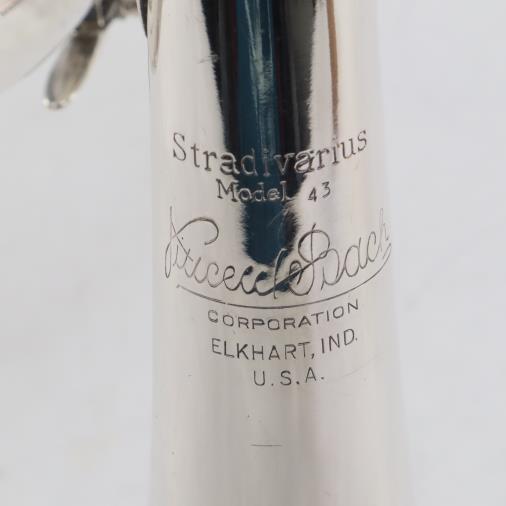 Stradivarius
Model 43
Vincent Bach
CORPORATION
ELKHART, IND.
U.S.A.